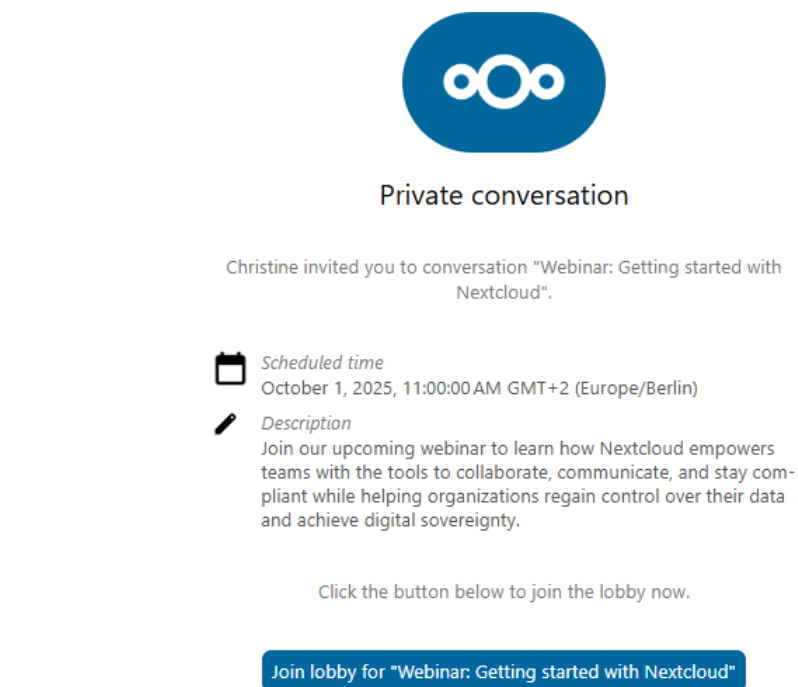 Private conversation
Christine invited you to conversation "Webinar: Getting started with
Nextcloud".
Scheduled time
October 1, 2025, 11:00:00 AM GMT+2 (Europe/Berlin)
Description
Join our upcoming webinar to learn how Nextcloud empowers
teams with the tools to collaborate, communicate, and stay com-
pliant while helping organizations regain control over their data
and achieve digital sovereignty.
Click the button below to join the lobby now.
Join lobby for "Webinar: Getting started with Nextcloud"